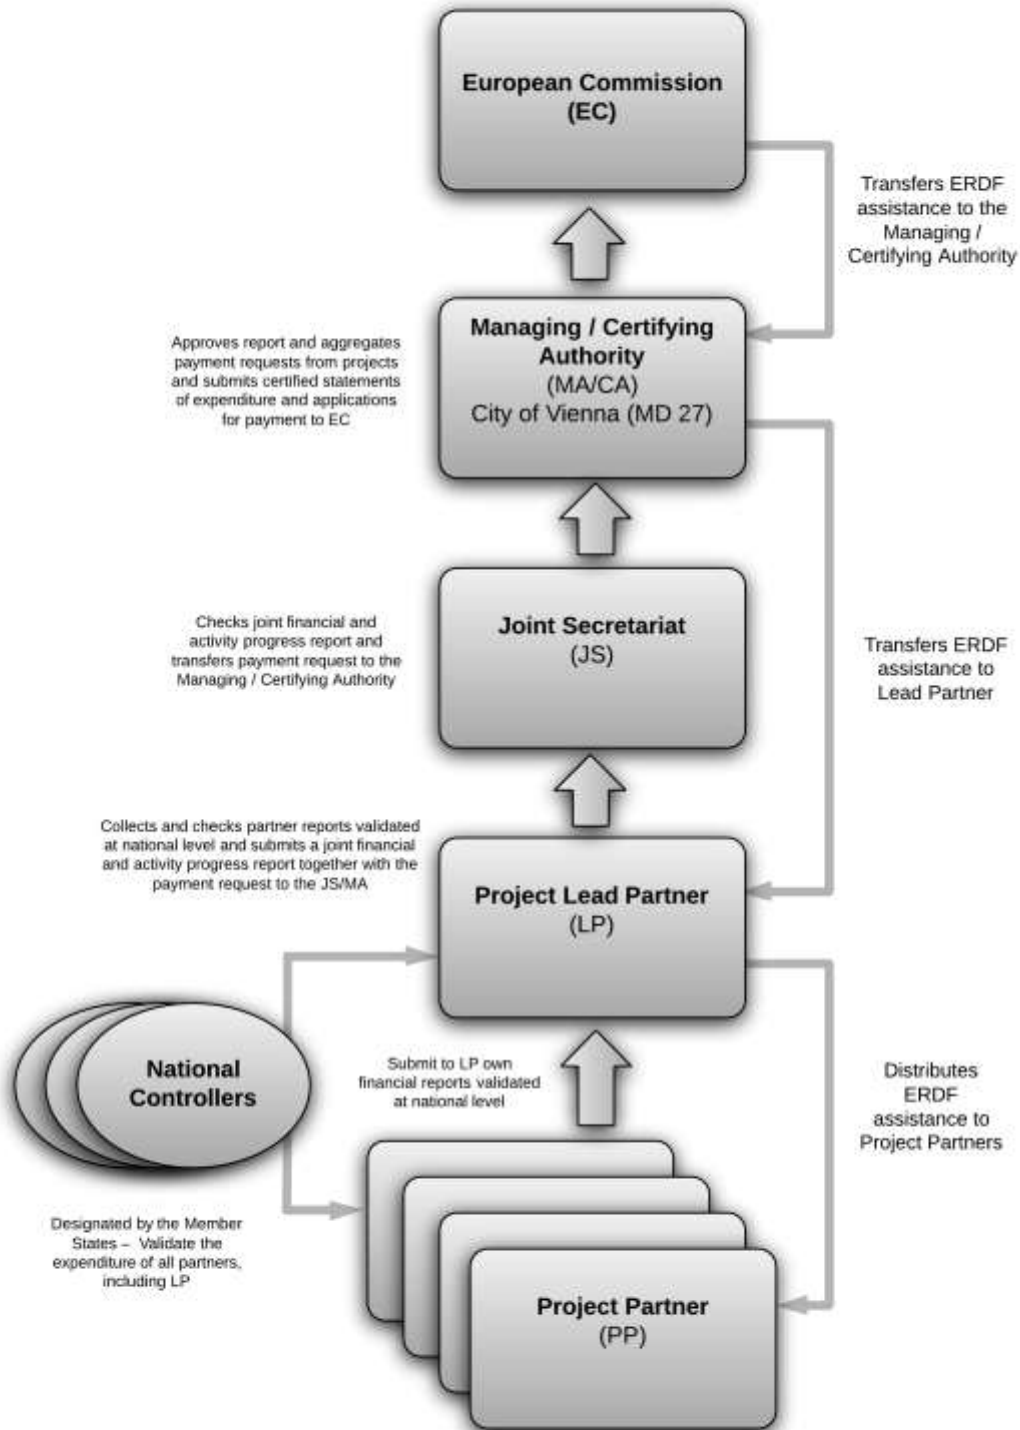 European Commission
(EC)
Transfers ERDF
assistance to the
Managing /
Certifying Authority
Managing / Certifying
Authority
(MA/CA)
City of Vienna (MD 27)
Approves report and aggregates
payment requests from projects
and submits certified statements
of expenditure and applications
for payment to EC
Joint Secretariat
(JS)
Checks joint financial and
activity progress report and
transfers payment request to the
Managing / Certifying Authority
Transfers ERDF
assistance to
Lead Partner
Collects and checks partner reports validated
at national level and submits a joint financial
and activity progress report together with the
payment request to the JS/MA
Project Lead Partner
(LP)
National
Controllers
Submit to LP own
financial reports validated
at national level
Distributes
ERDF
assistance to
Project Partners
Designated by the Member
States – Validate the
expenditure of all partners,
including LP
Project Partner
(PP)